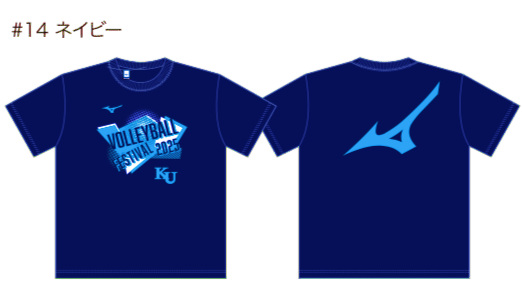 #14 ネイビー
VOLLEYBALL
FESTIVAL 2025
KU